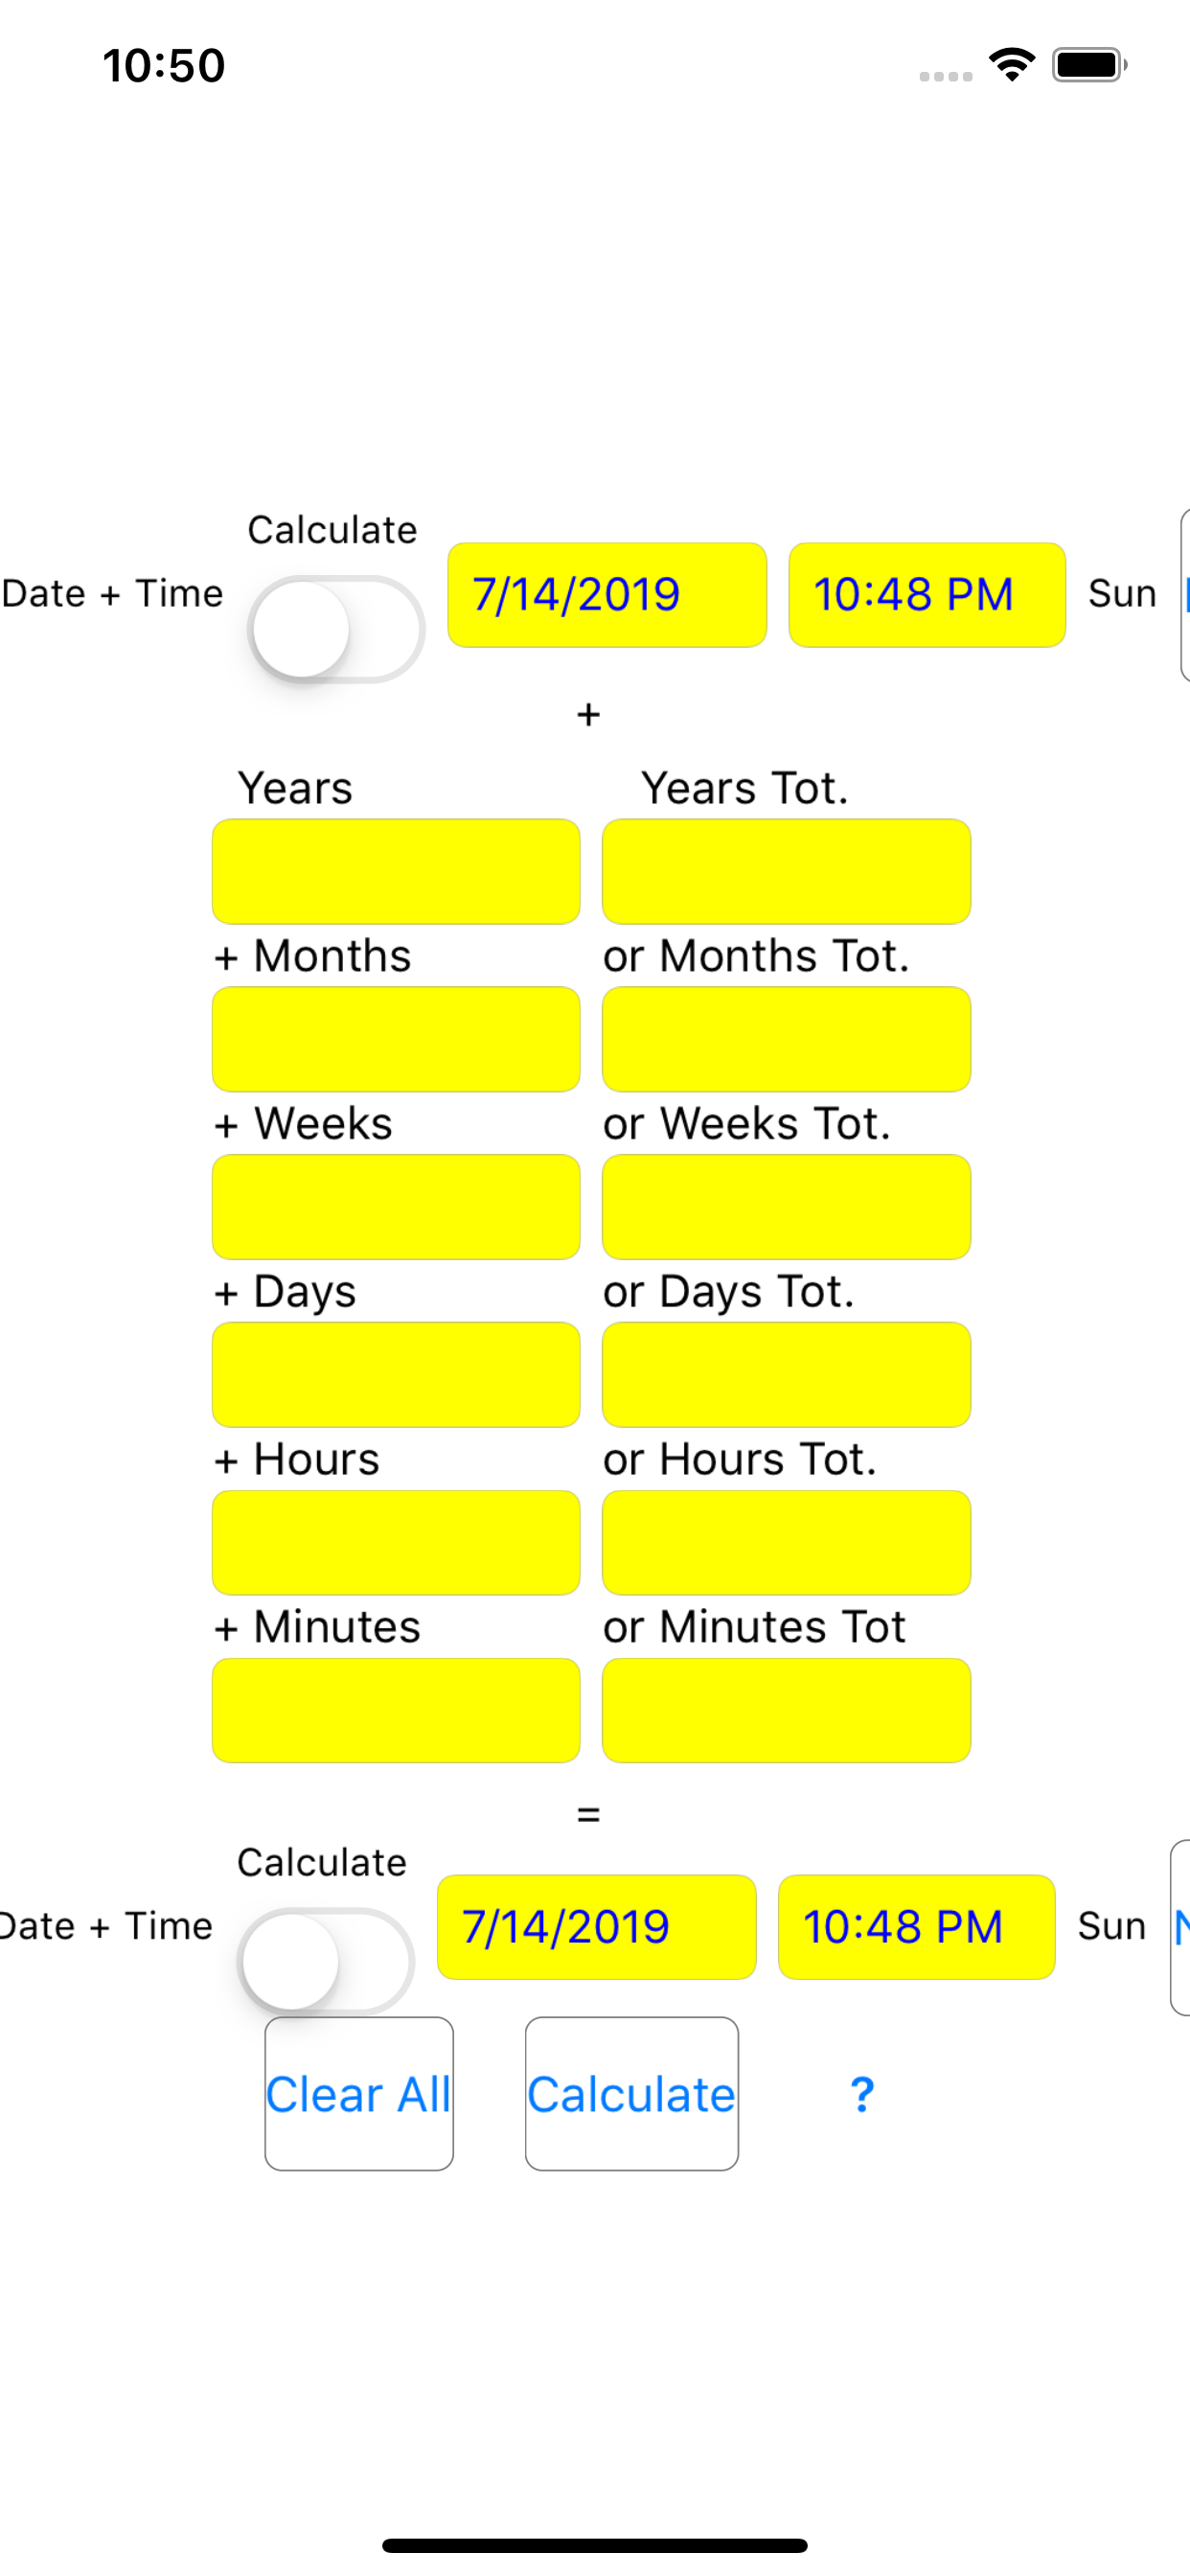 10:50
Calculate
Date + Time 7/14/2019 10:48 PM Sun
+
Years Years Tot.
+ Months or Months Tot.
+ Weeks or Weeks Tot.
+ Days or Days Tot.
+ Hours or Hours Tot.
+ Minutes or Minutes Tot
=
Calculate
Date + Time 7/14/2019 10:48 PM Sun
Clear All Calculate ?